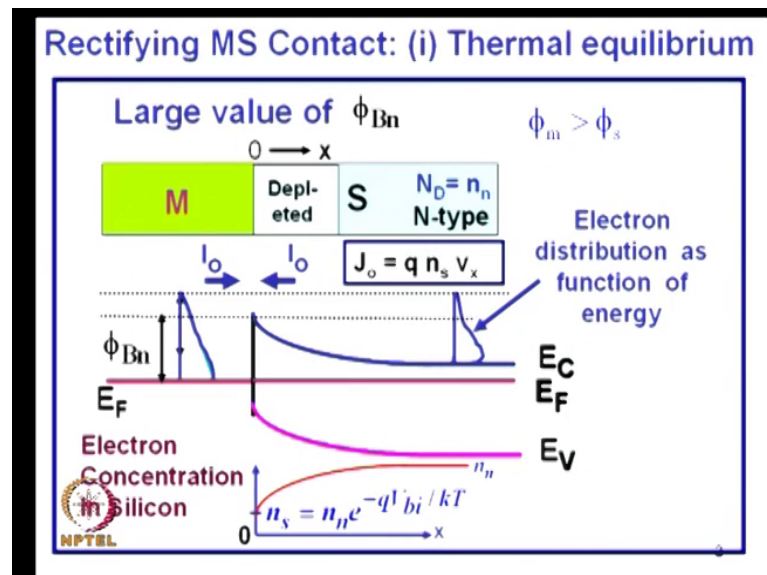 Rectifying MS Contact: (i) Thermal equilibrium
Large value of ϕBn
ϕm > ϕs
0 → x
M
Depl-
eted
S
ND = nn
N-type
Io
Io
Jo = q ns vx
Electron
distribution as
function of
energy
ϕBn
EC
EF
EF
EV
Electron
Concentration
in Silicon
nn
ns = nn e^-qVbi/kT
0
x
NPTEL